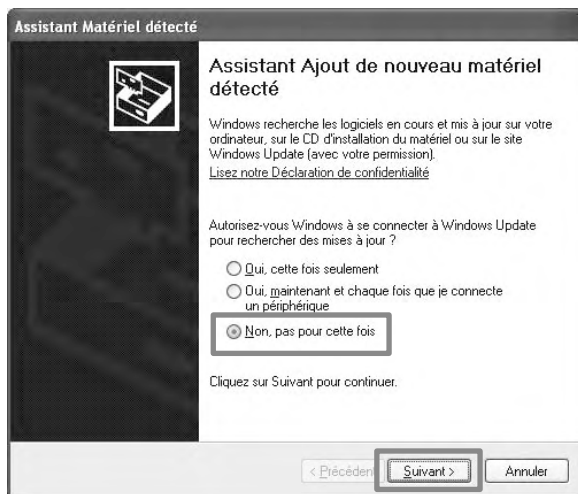 Assistant Matériel détecté
Assistant Ajout de nouveau matériel
détecté
Windows recherche les logiciels en cours et mis à jour sur votre
ordinateur, sur le CD d'installation du matériel ou sur le site
Windows Update (avec votre permission).
Lisez notre Déclaration de confidentialité
Autorisez-vous Windows à se connecter à Windows Update
pour rechercher des mises à jour ?
Oui, cette fois seulement
Oui, maintenant et chaque fois que je connecte
un périphérique
Non, pas pour cette fois
Cliquez sur Suivant pour continuer.
< Précéden Suivant > Annuler